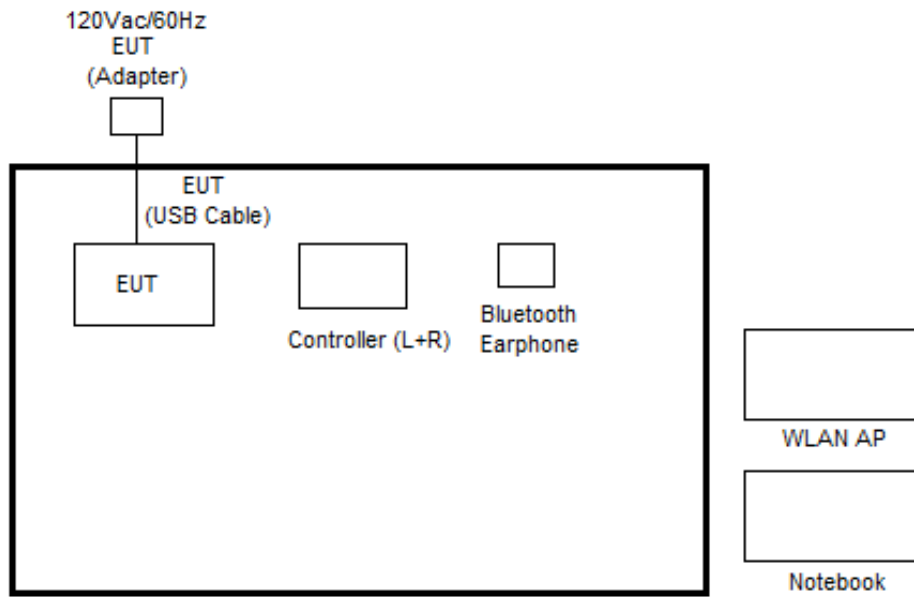 120Vac/60Hz
EUT
(Adapter)
EUT
(USB Cable)
EUT
Controller (L+R)
Bluetooth
Earphone
WLAN AP
Notebook